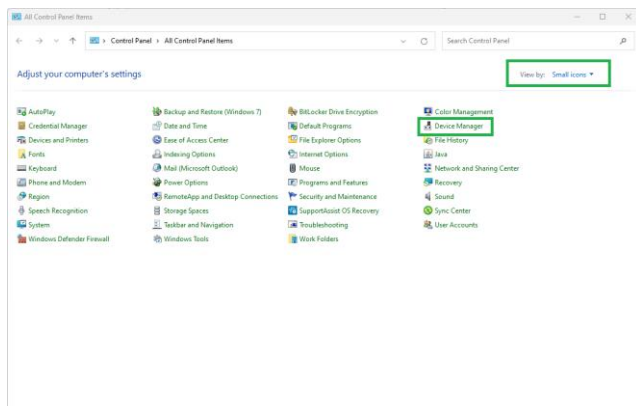 All Control Panel Items
Control Panel > All Control Panel Items
Search Control Panel
Adjust your computer's settings
View by: Small icons
AutoPlay
Backup and Restore (Windows 7)
BitLocker Drive Encryption
Color Management
Credential Manager
Date and Time
Default Programs
Device Manager
Devices and Printers
Ease of Access Center
File Explorer Options
File History
Fonts
Indexing Options
Internet Options
Java
Keyboard
Mail (Microsoft Outlook)
Mouse
Network and Sharing Center
Phone and Modem
Power Options
Programs and Features
Recovery
Region
RemoteApp and Desktop Connections
Security and Maintenance
Sound
Speech Recognition
Storage Spaces
SupportAssist OS Recovery
Sync Center
System
Taskbar and Navigation
Troubleshooting
User Accounts
Windows Defender Firewall
Windows Tools
Work Folders